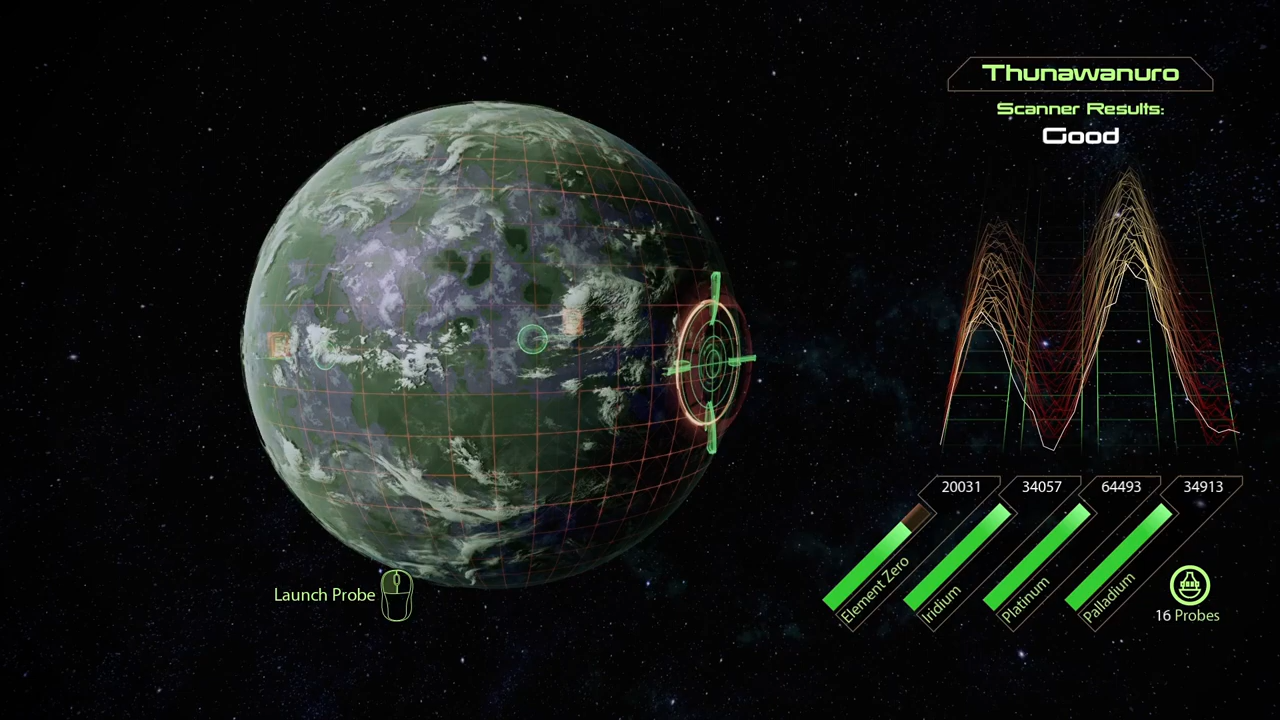 Thunawanuro
Scanner Results:
Good
20031 34057 64493 34913
Element Zero
Iridium
Platinum
Palladium
Launch Probe
16 Probes